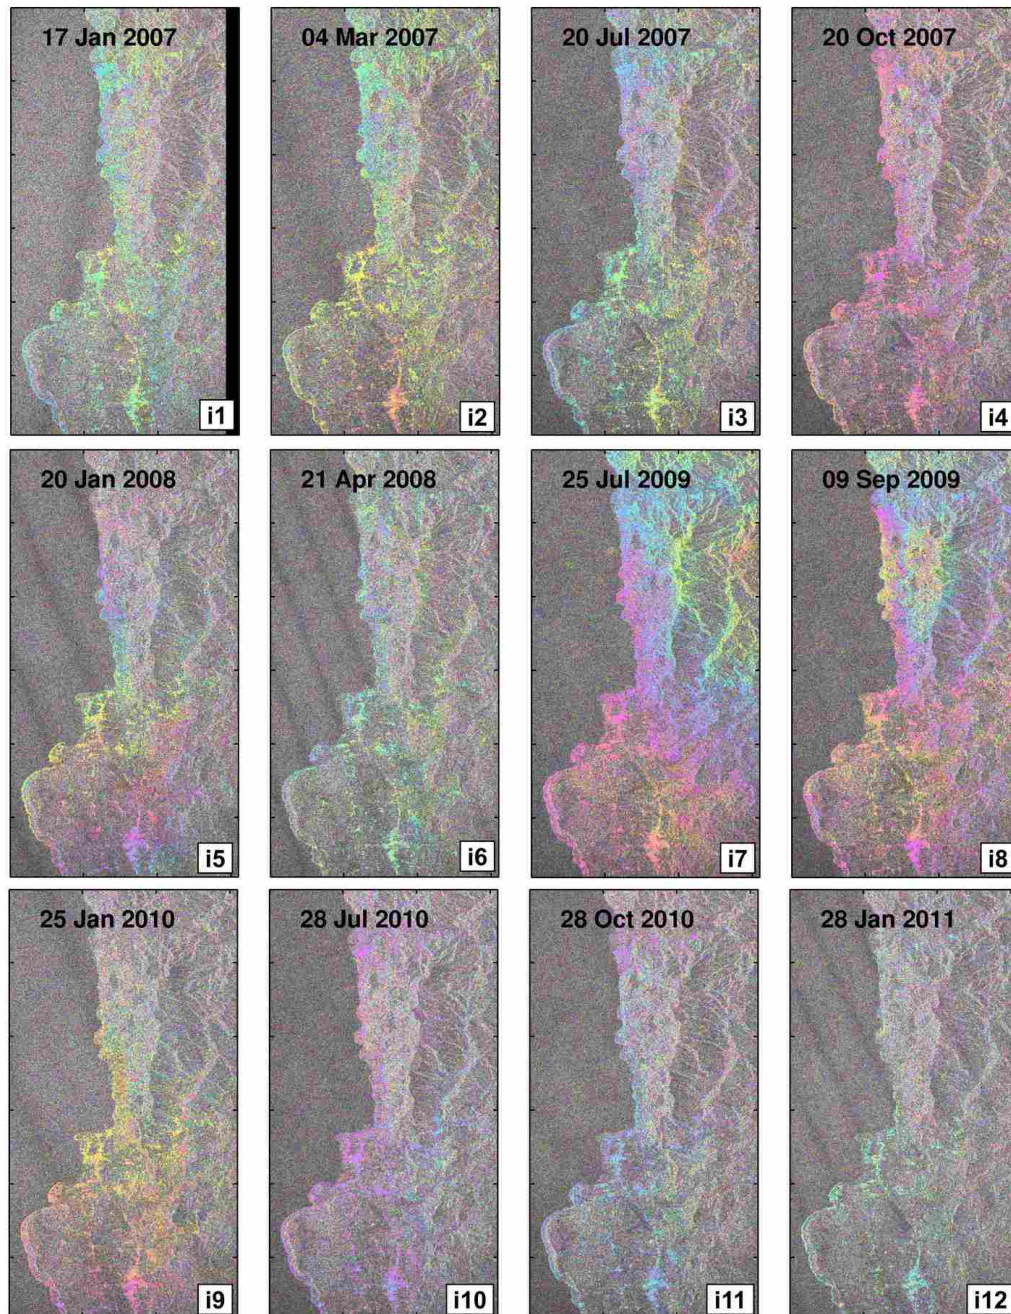 17 Jan 2007
04 Mar 2007
20 Jul 2007
20 Oct 2007
i1
i2
i3
i4
20 Jan 2008
21 Apr 2008
25 Jul 2009
09 Sep 2009
i5
i6
i7
i8
25 Jan 2010
28 Jul 2010
28 Oct 2010
28 Jan 2011
i9
i10
i11
i12